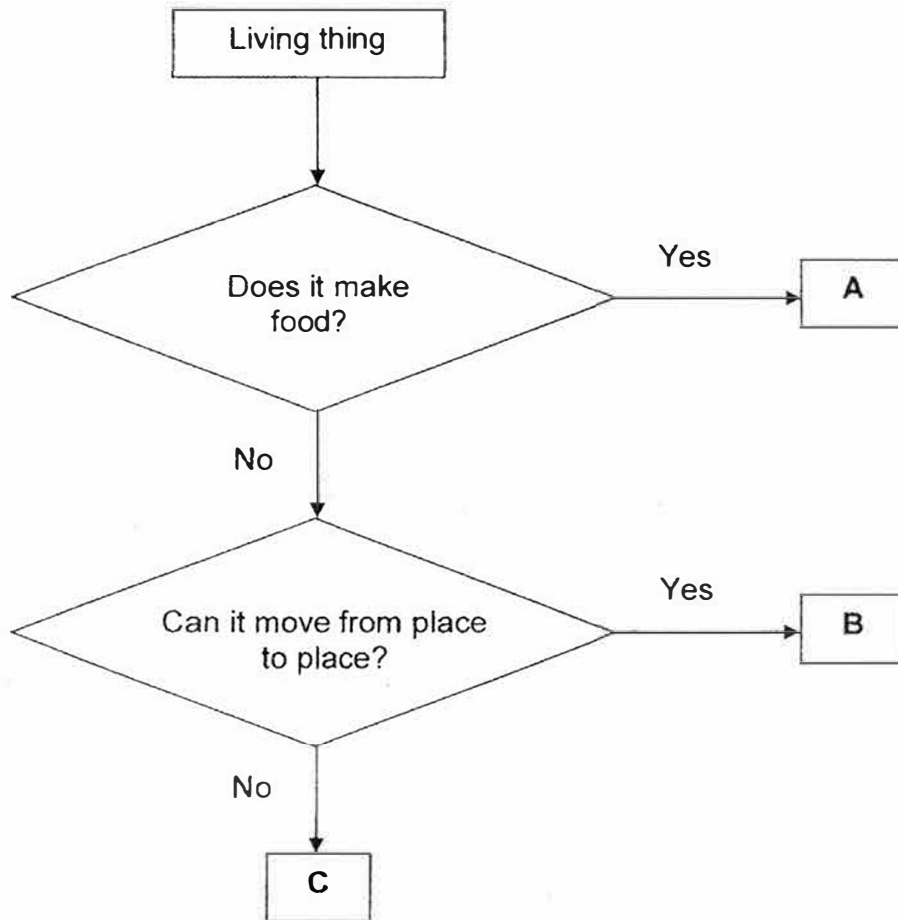 Living thing
Does it make
food?
Yes
A
No
Can it move from place
to place?
Yes
B
No
C